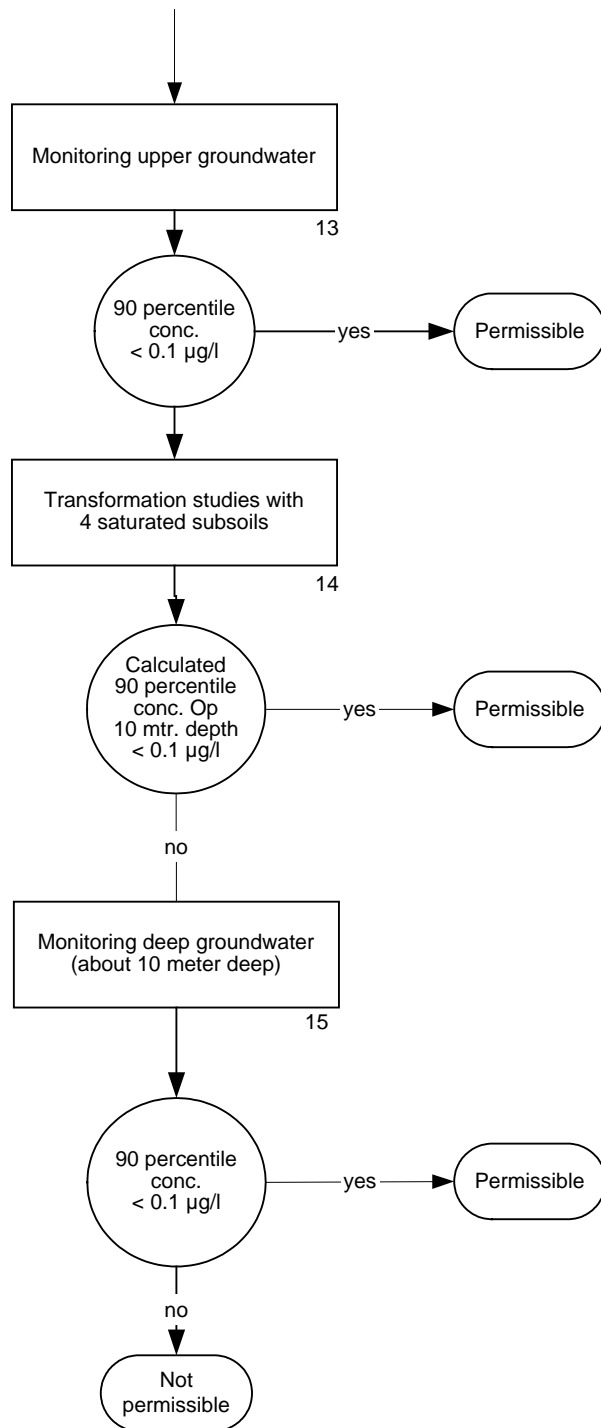 Monitoring upper groundwater
13
90 percentile
conc.
< 0.1 µg/l
yes
Permissible
Transformation studies with
4 saturated subsoils
14
Calculated
90 percentile
conc. Op
10 mtr. depth
< 0.1 µg/l
yes
Permissible
no
Monitoring deep groundwater
(about 10 meter deep)
15
90 percentile
conc.
< 0.1 µg/l
yes
Permissible
no
Not
permissible